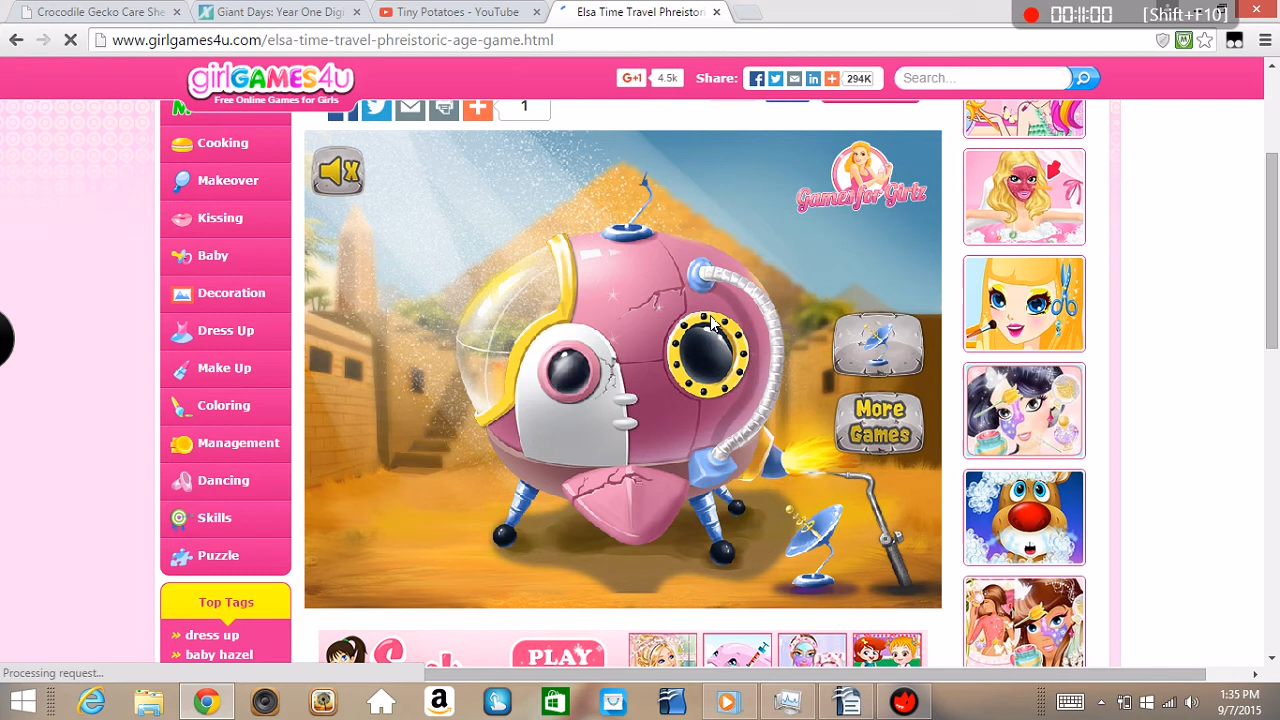 Crocodile Gecko Care She
Giant Days: Year One Digi
Tiny Potatoes - YouTube
Elsa Time Travel Phreistori
00:11:00 [Shift+F10]
www.girlgames4u.com/elsa-time-travel-phreistoric-age-game.html
girlGAMES4U
Free Online Games for Girls
G+1 4.5k
Share:
294K
Search...
1
Cooking
Makeover
Kissing
Baby
Decoration
Dress Up
Make Up
Coloring
Management
Dancing
Skills
Puzzle
Top Tags
» dress up
» baby hazel
Games for Girlz
More
Games
PLAY
Processing request...
1:35 PM
9/7/2015